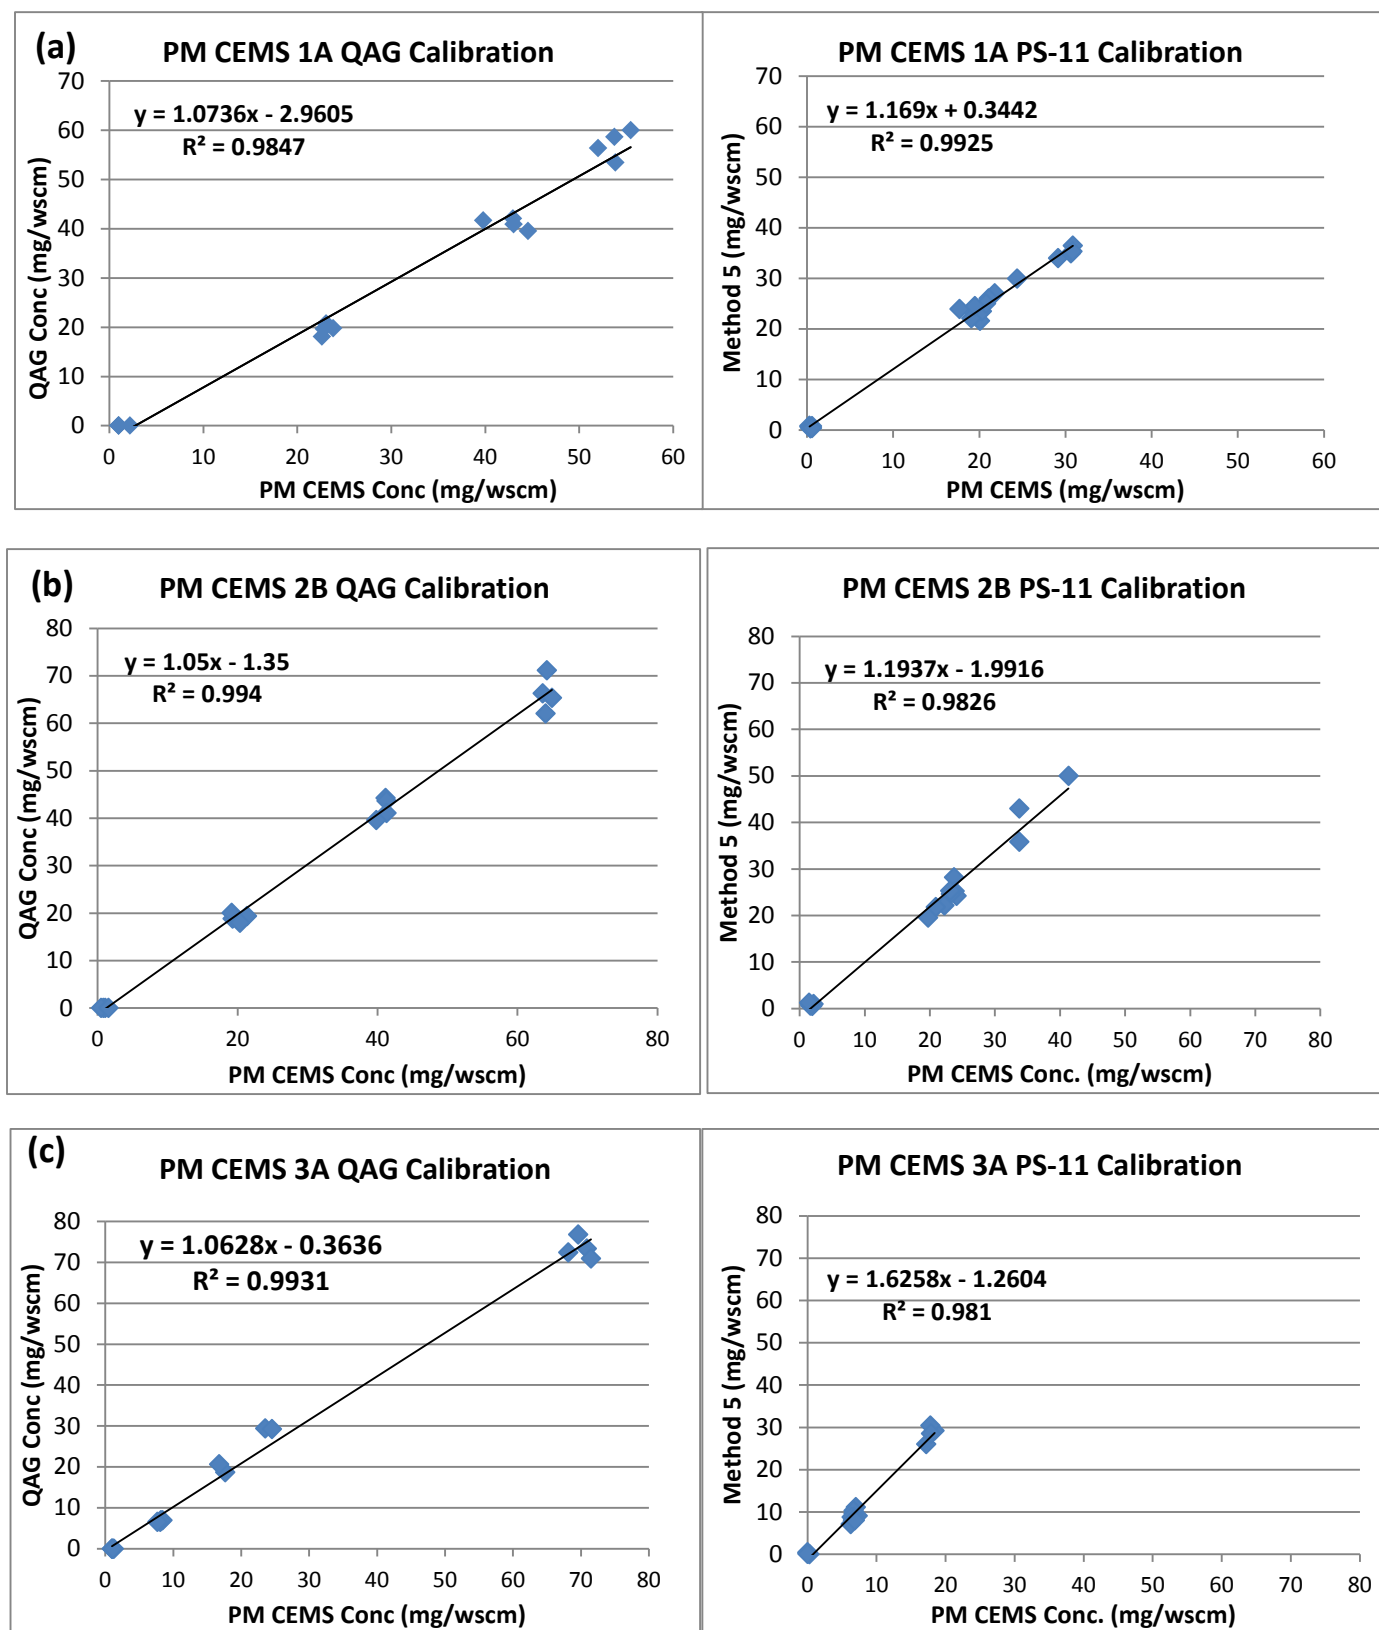 (a)
PM CEMS 1A QAG Calibration
y = 1.0736x - 2.9605
R² = 0.9847
QAG Conc (mg/wscm)
70
60
50
40
30
20
10
0
0 10 20 30 40 50 60
PM CEMS Conc (mg/wscm)
PM CEMS 1A PS-11 Calibration
y = 1.169x + 0.3442
R² = 0.9925
Method 5 (mg/wscm)
70
60
50
40
30
20
10
0
0 10 20 30 40 50 60
PM CEMS (mg/wscm)
(b)
PM CEMS 2B QAG Calibration
y = 1.05x - 1.35
R² = 0.994
QAG Conc (mg/wscm)
80
70
60
50
40
30
20
10
0
0 20 40 60 80
PM CEMS Conc (mg/wscm)
PM CEMS 2B PS-11 Calibration
y = 1.1937x - 1.9916
R² = 0.9826
Method 5 (mg/wscm)
80
70
60
50
40
30
20
10
0
0 10 20 30 40 50 60 70 80
PM CEMS Conc. (mg/wscm)
(c)
PM CEMS 3A QAG Calibration
y = 1.0628x - 0.3636
R² = 0.9931
QAG Conc (mg/wscm)
80
70
60
50
40
30
20
10
0
0 10 20 30 40 50 60 70 80
PM CEMS Conc (mg/wscm)
PM CEMS 3A PS-11 Calibration
y = 1.6258x - 1.2604
R² = 0.981
Method 5 (mg/wscm)
80
70
60
50
40
30
20
10
0
0 10 20 30 40 50 60 70 80
PM CEMS Conc. (mg/wscm)